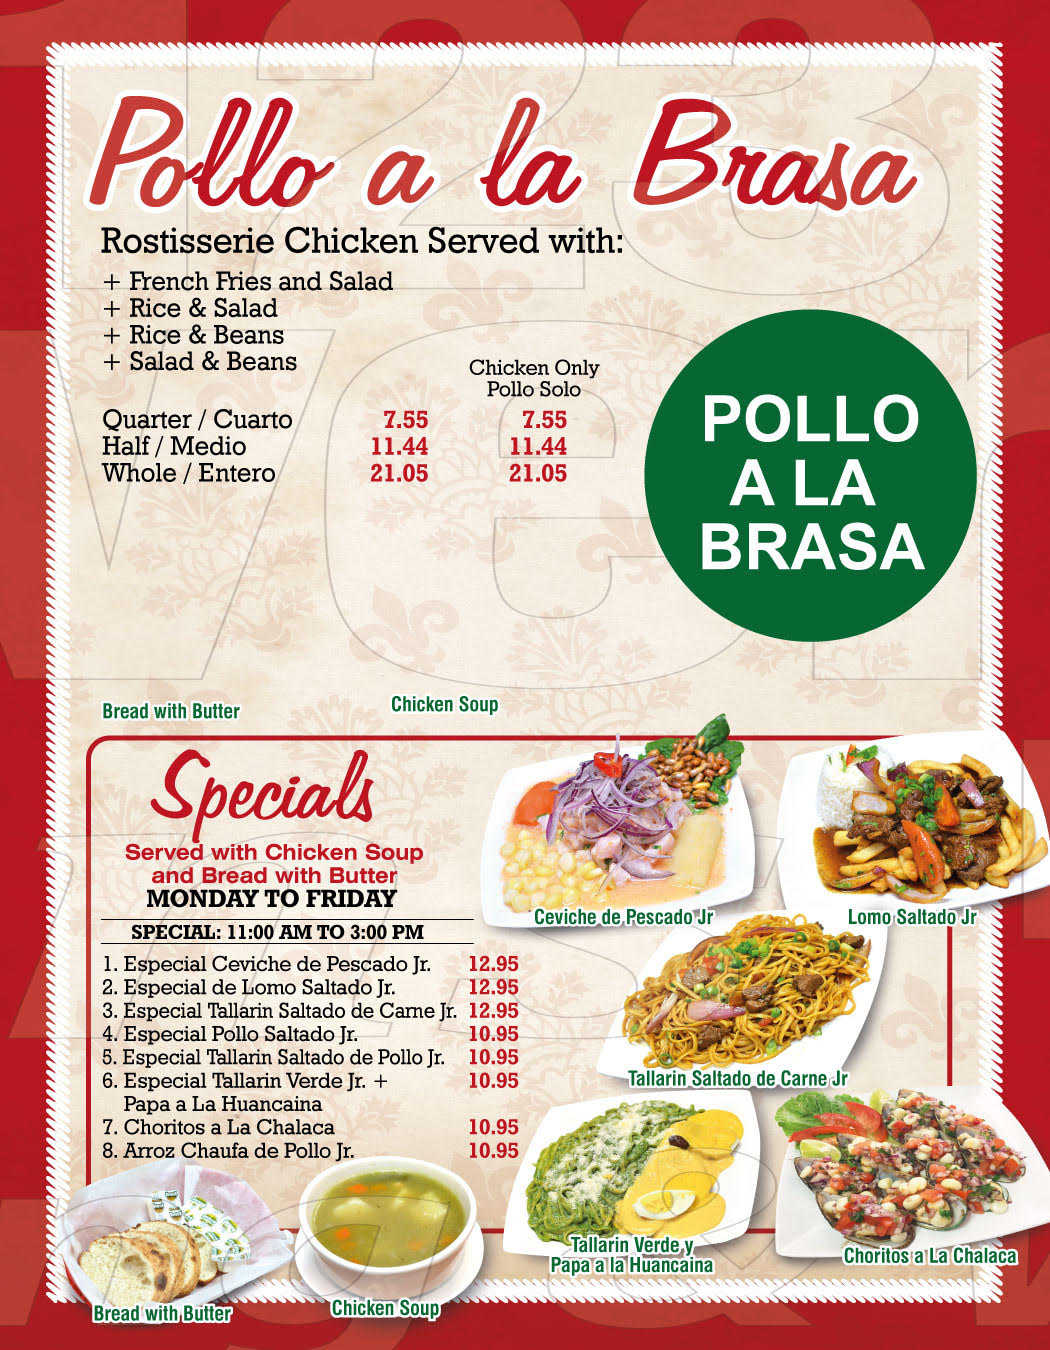 Pollo a la Brasa
Rostisserie Chicken Served with:
+ French Fries and Salad
+ Rice & Salad
+ Rice & Beans
+ Salad & Beans
Chicken Only
Pollo Solo
Quarter / Cuarto 7.55 7.55
Half / Medio 11.44 11.44
Whole / Entero 21.05 21.05
POLLO
A LA
BRASA
Bread with Butter
Chicken Soup
Specials
Served with Chicken Soup
and Bread with Butter
MONDAY TO FRIDAY
SPECIAL: 11:00 AM TO 3:00 PM
1. Especial Ceviche de Pescado Jr. 12.95
2. Especial de Lomo Saltado Jr. 12.95
3. Especial Tallarin Saltado de Carne Jr. 12.95
4. Especial Pollo Saltado Jr. 10.95
5. Especial Tallarin Saltado de Pollo Jr. 10.95
6. Especial Tallarin Verde Jr. + 10.95
Papa a La Huancaina
7. Choritos a La Chalaca 10.95
8. Arroz Chaufa de Pollo Jr. 10.95
Ceviche de Pescado Jr
Lomo Saltado Jr
Tallarin Saltado de Carne Jr
Tallarin Verde y
Papa a la Huancaina
Choritos a La Chalaca
Bread with Butter
Chicken Soup